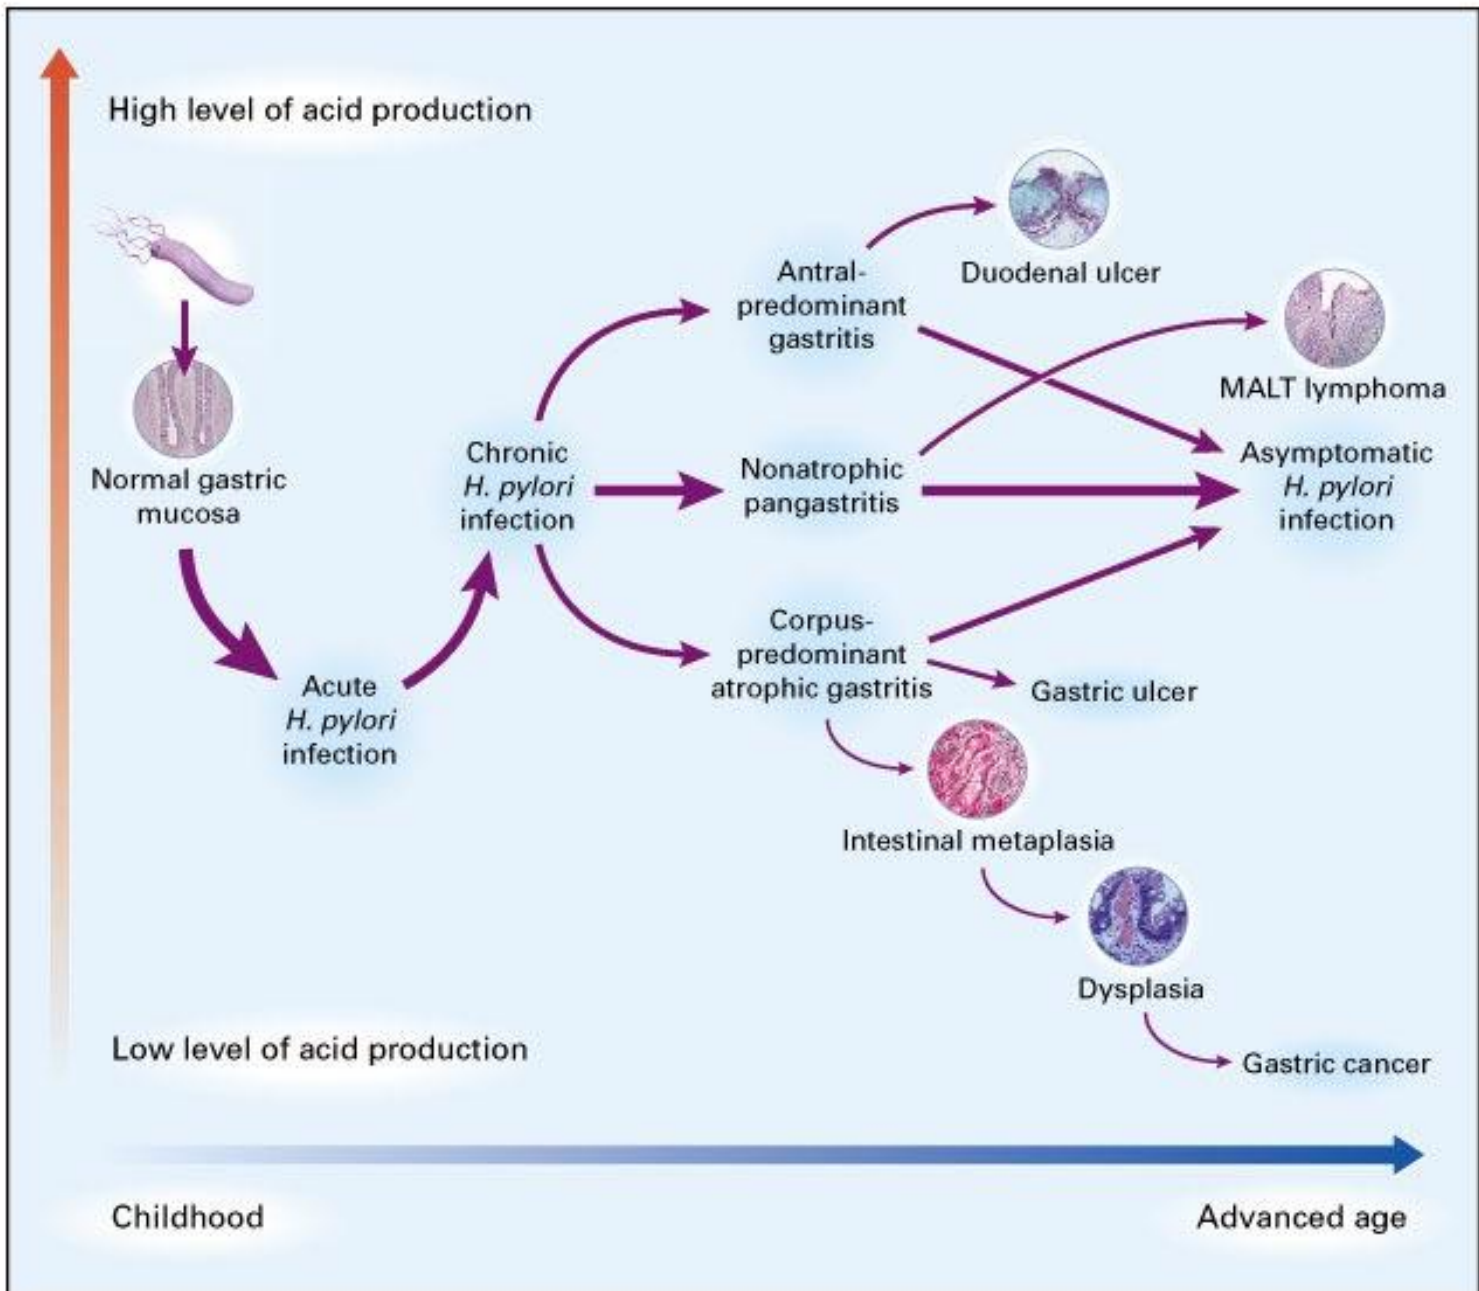 High level of acid production
Normal gastric
mucosa
Acute
H. pylori
infection
Chronic
H. pylori
infection
Antral-
predominant
gastritis
Duodenal ulcer
Nonatrophic
pangastritis
MALT lymphoma
Asymptomatic
H. pylori
infection
Corpus-
predominant
atrophic gastritis
Gastric ulcer
Intestinal metaplasia
Dysplasia
Gastric cancer
Low level of acid production
Childhood
Advanced age